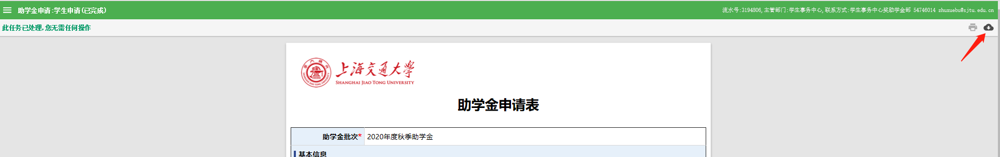 助学金申请:学生申请(已完成)
流水号:3194806,主管部门:学生事务中心,联系方式:学生事务中心奖助学金部 54746014 zhuxuebu@sjtu.edu.cn
此任务已处理,您无需任何操作
上海交通大学
SHANGHAI JIAO TONG UNIVERSITY
助学金申请表
助学金批次* 2020年度秋季助学金
基本信息